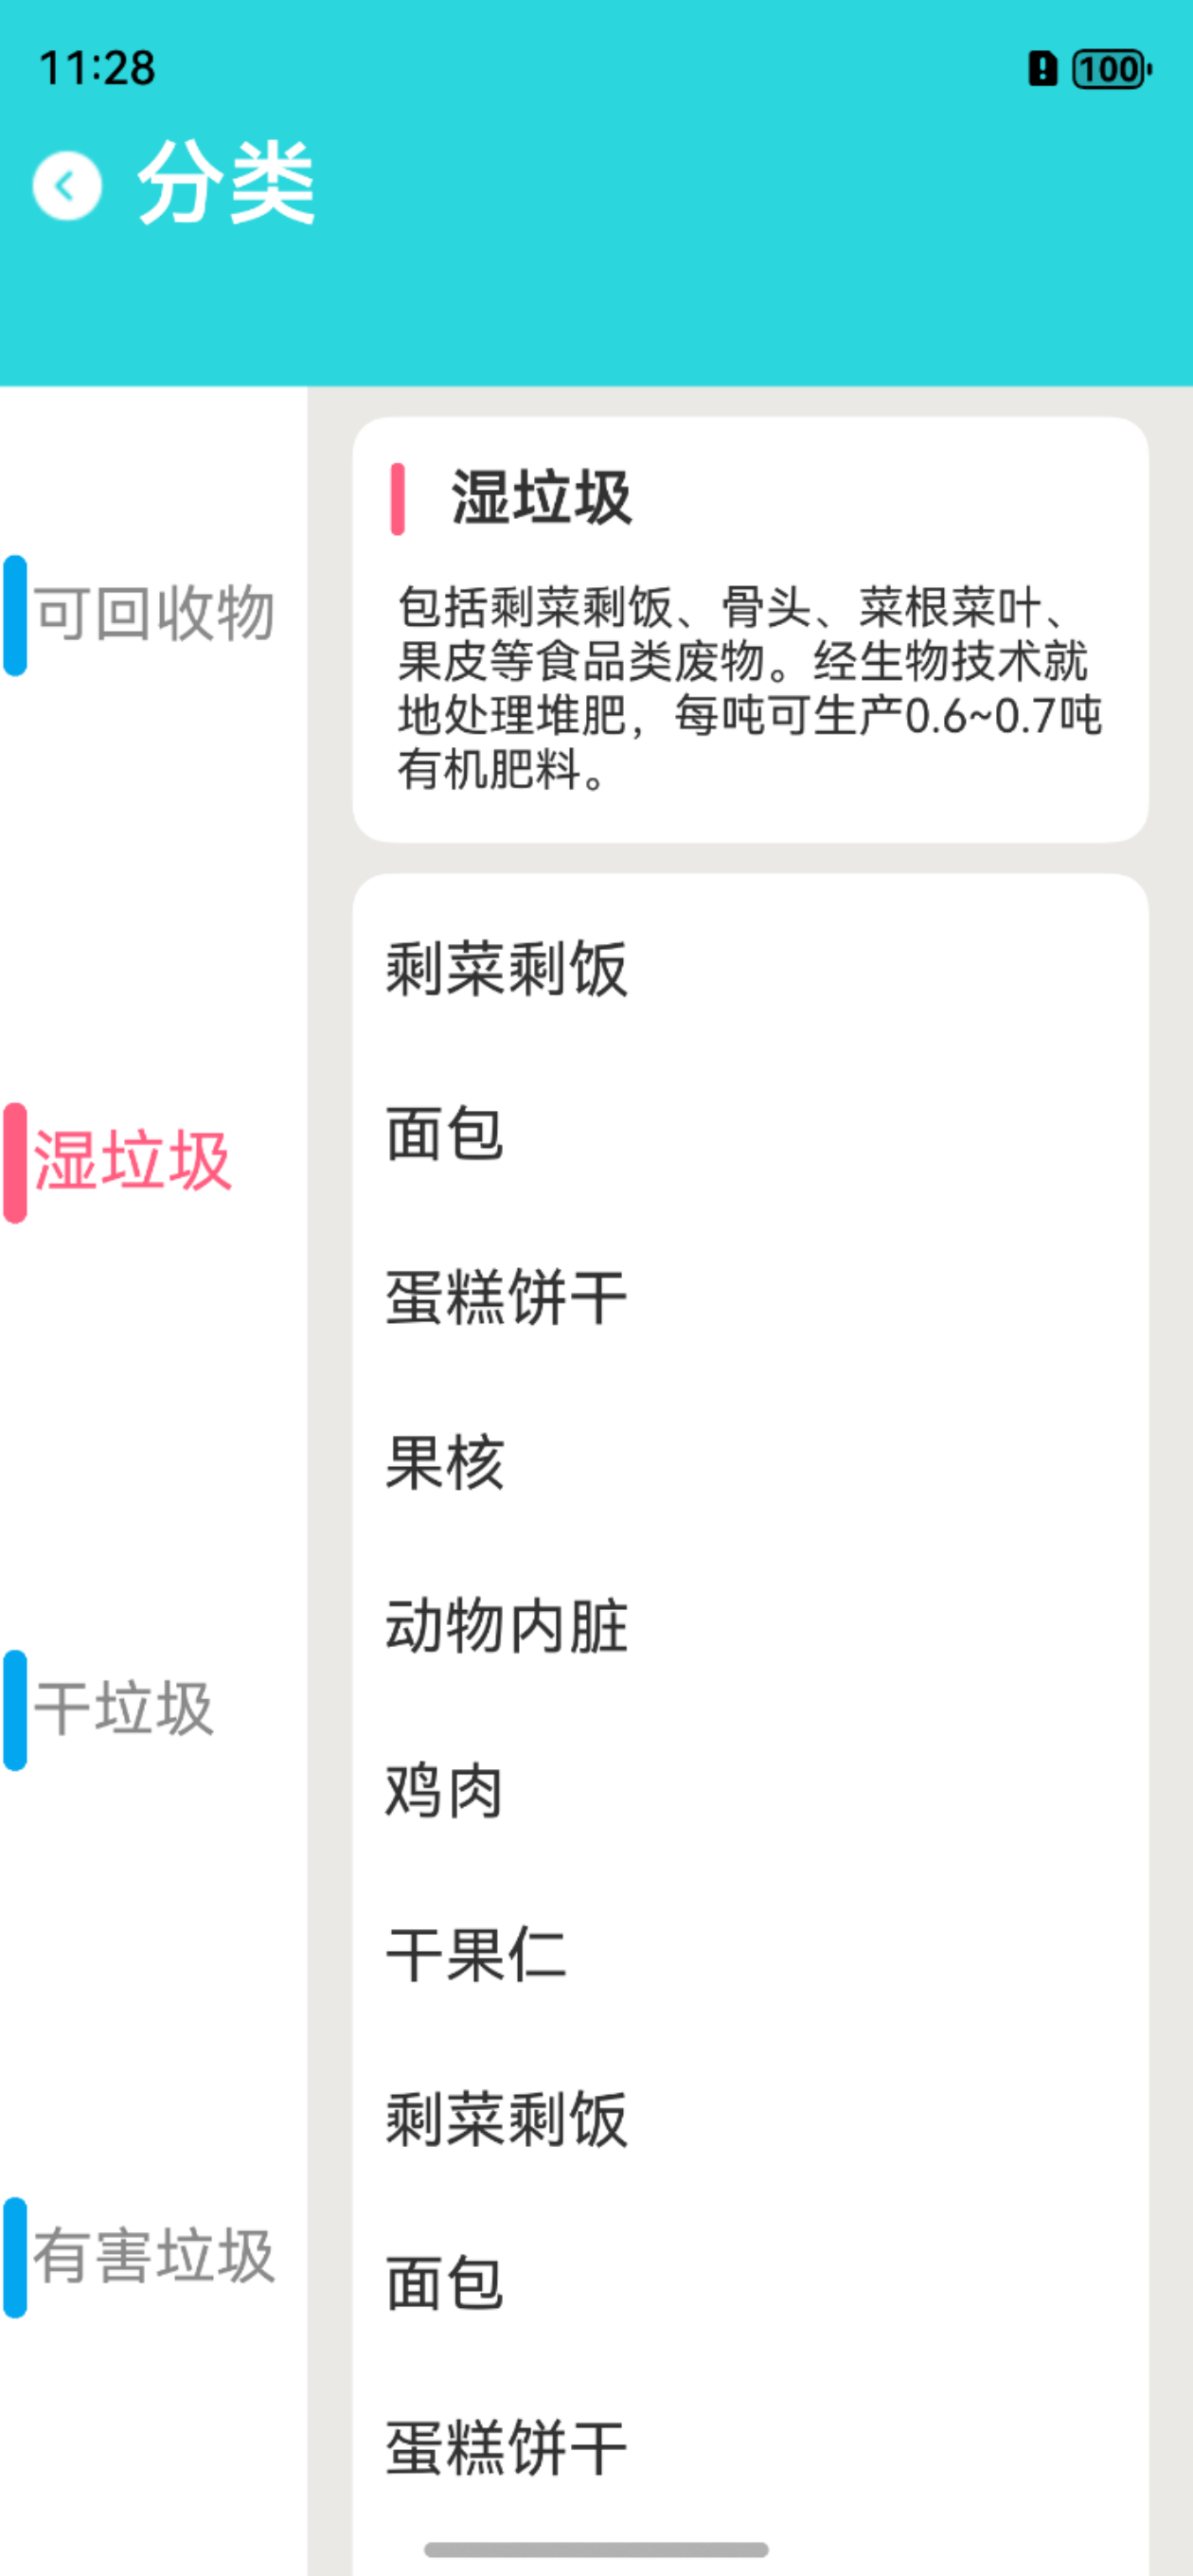 11:28
100
分类
可回收物
湿垃圾
干垃圾
有害垃圾
湿垃圾
包括剩菜剩饭、骨头、菜根菜叶、
果皮等食品类废物。经生物技术就
地处理堆肥，每吨可生产0.6~0.7吨
有机肥料。
剩菜剩饭
面包
蛋糕饼干
果核
动物内脏
鸡肉
干果仁
剩菜剩饭
面包
蛋糕饼干